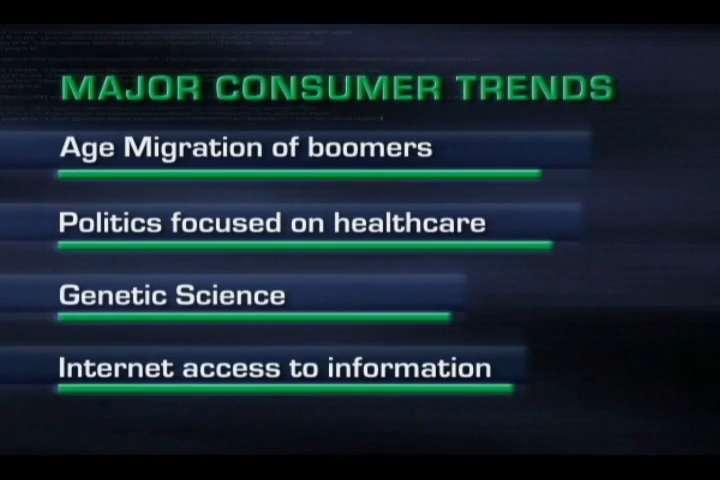 MAJOR CONSUMER TRENDS
Age Migration of boomers
Politics focused on healthcare
Genetic Science
Internet access to information